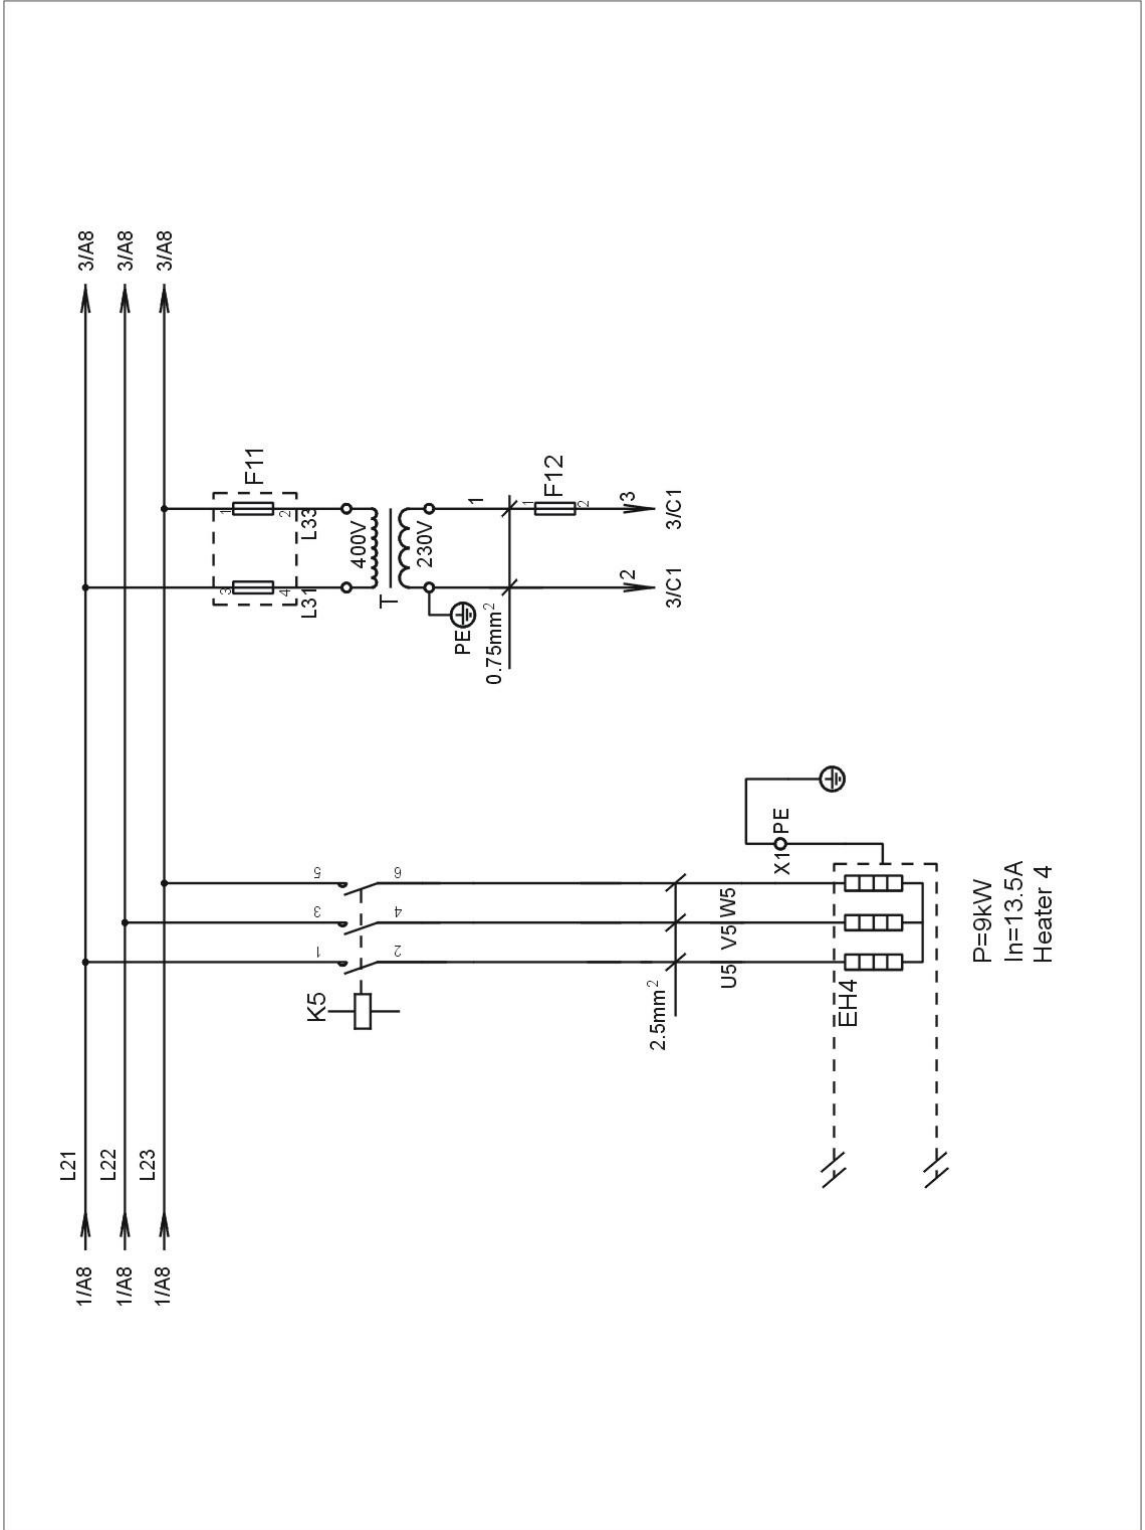 1/A8
1/A8
1/A8
L21
L22
L23
3/A8
3/A8
3/A8
K5
1
3
5
2
4
6
2.5mm²
U5
V5
W5
EH4
X1
PE
P=9kW
In=13.5A
Heater 4
F11
3
1
4
2
L31
L33
T
400V
230V
PE
0.75mm²
1
F12
1
2
2
3
3/C1
3/C1